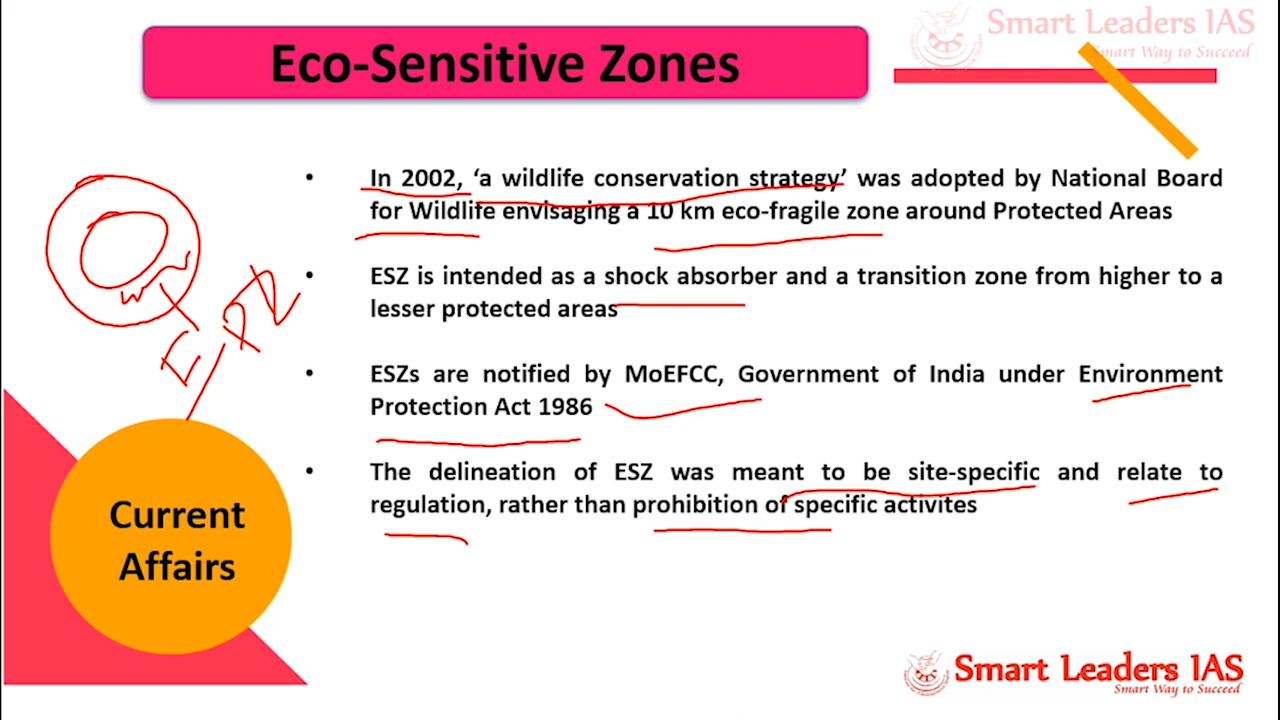 Smart Leaders IAS
Smart Way to Succeed
Eco-Sensitive Zones
• In 2002, ‘a wildlife conservation strategy’ was adopted by National Board
for Wildlife envisaging a 10 km eco-fragile zone around Protected Areas
• ESZ is intended as a shock absorber and a transition zone from higher to a
lesser protected areas
• ESZs are notified by MoEFCC, Government of India under Environment
Protection Act 1986
• The delineation of ESZ was meant to be site-specific and relate to
regulation, rather than prohibition of specific activites
Current
Affairs
Smart Leaders IAS
Smart Way to Succeed